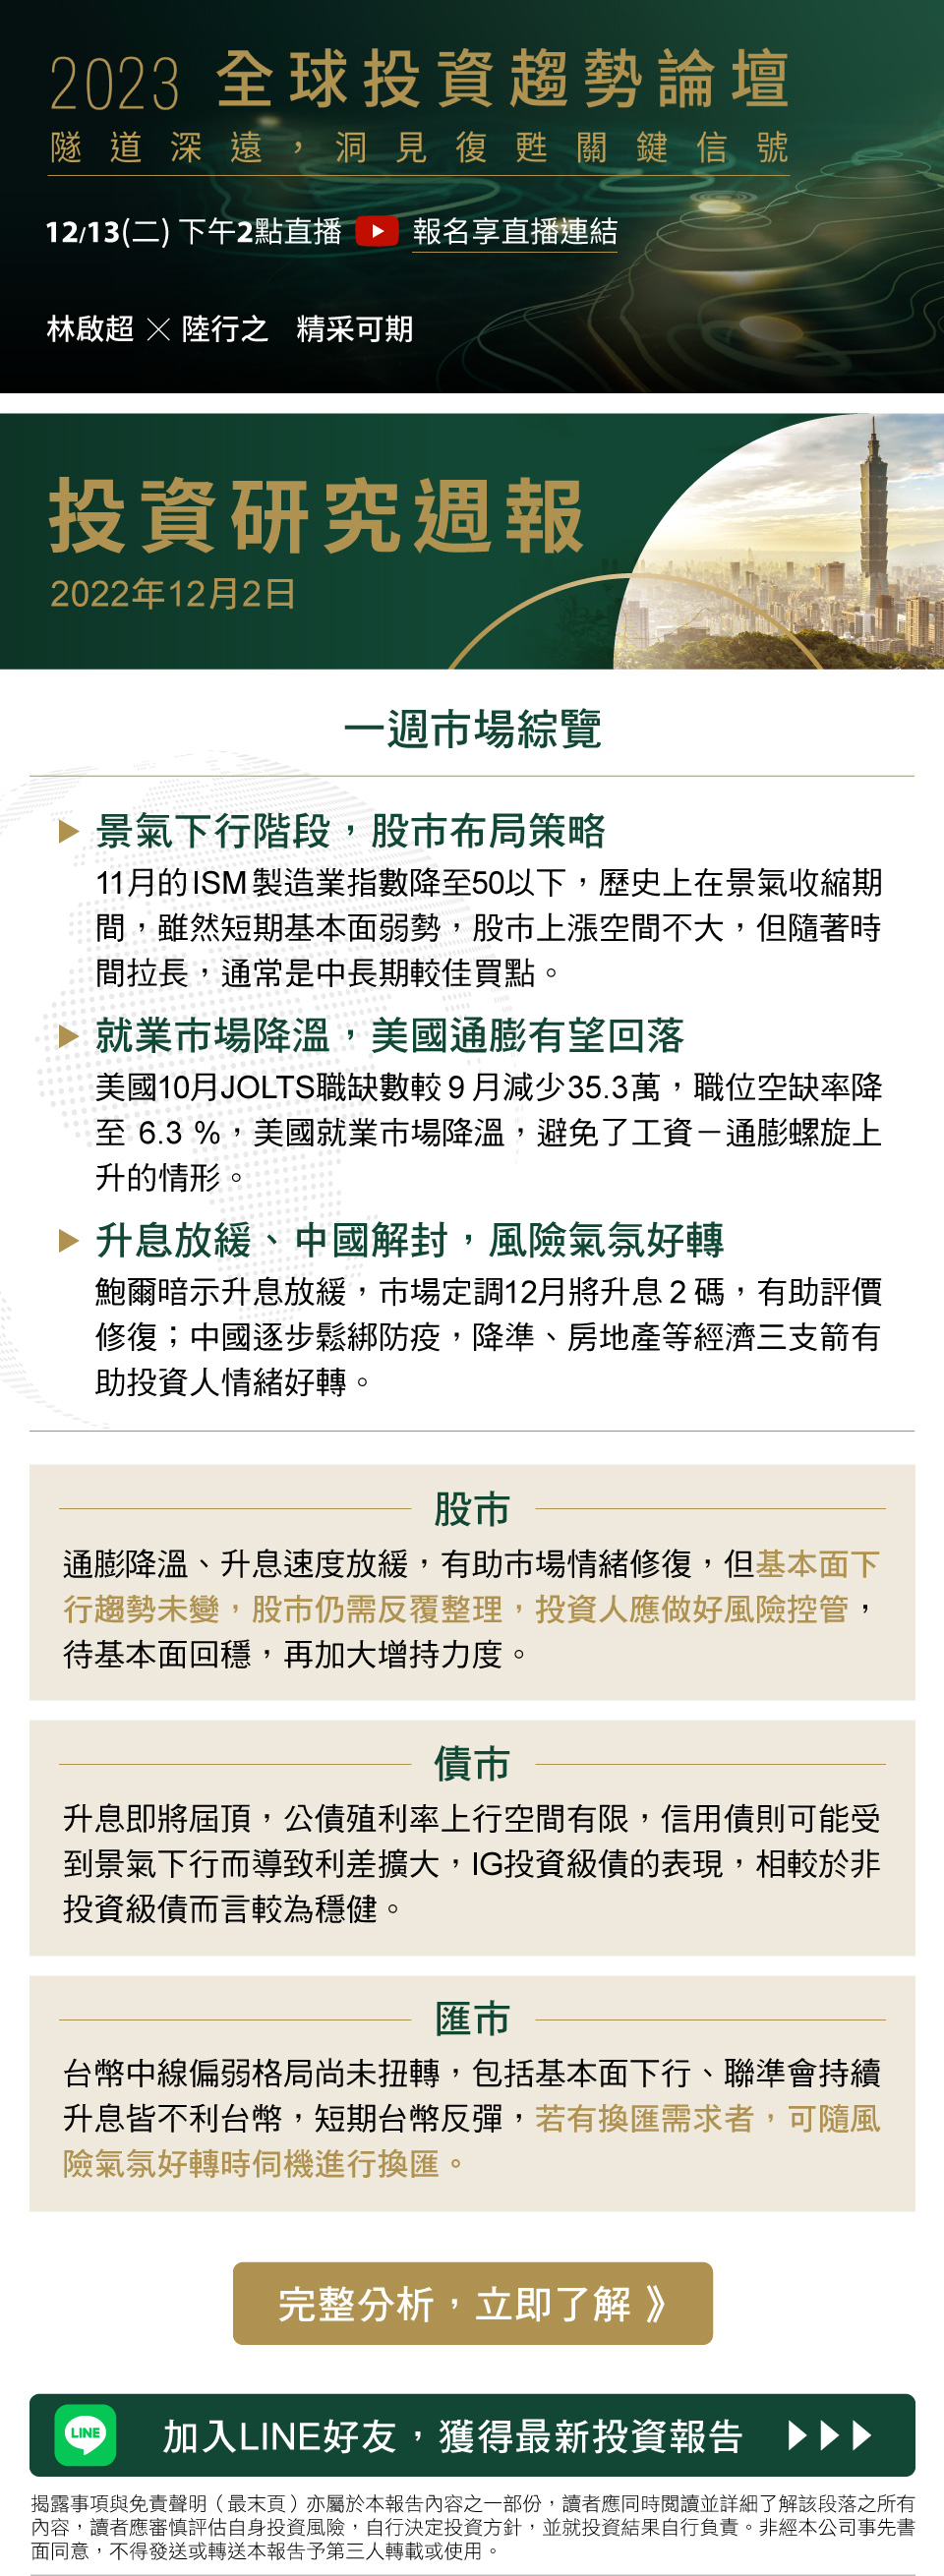 2023 全球投資趨勢論壇
隧道深遠，洞見復甦關鍵信號
12/13(二) 下午2點直播 報名享直播連結
林啟超 × 陸行之 精采可期
投資研究週報
2022年12月2日
一週市場綜覽
景氣下行階段，股市布局策略
11月的ISM製造業指數降至50以下，歷史上在景氣收縮期
間，雖然短期基本面弱勢，股市上漲空間不大，但隨著時
間拉長，通常是中長期較佳買點。
就業市場降溫，美國通膨有望回落
美國10月JOLTS職缺數較9月減少35.3萬，職位空缺率降
至 6.3 %，美國就業市場降溫，避免了工資－通膨螺旋上
升的情形。
升息放緩、中國解封，風險氣氛好轉
鮑爾暗示升息放緩，市場定調12月將升息2碼，有助評價
修復；中國逐步鬆綁防疫，降準、房地產等經濟三支箭有
助投資人情緒好轉。
股市
通膨降溫、升息速度放緩，有助市場情緒修復，但基本面下
行趨勢未變，股市仍需反覆整理，投資人應做好風險控管，
待基本面回穩，再加大增持力度。
債市
升息即將屆頂，公債殖利率上行空間有限，信用債則可能受
到景氣下行而導致利差擴大，IG投資級債的表現，相較於非
投資級債而言較為穩健。
匯市
台幣中線偏弱格局尚未扭轉，包括基本面下行、聯準會持續
升息皆不利台幣，短期台幣反彈，若有換匯需求者，可隨風
險氣氛好轉時伺機進行換匯。
完整分析，立即了解 》
LINE 加入LINE好友，獲得最新投資報告
揭露事項與免責聲明（最末頁）亦屬於本報告內容之一部份，讀者應同時閱讀並詳細了解該段落之所有
內容，讀者應審慎評估自身投資風險，自行決定投資方針，並就投資結果自行負責。非經本公司事先書
面同意，不得發送或轉送本報告予第三人轉載或使用。